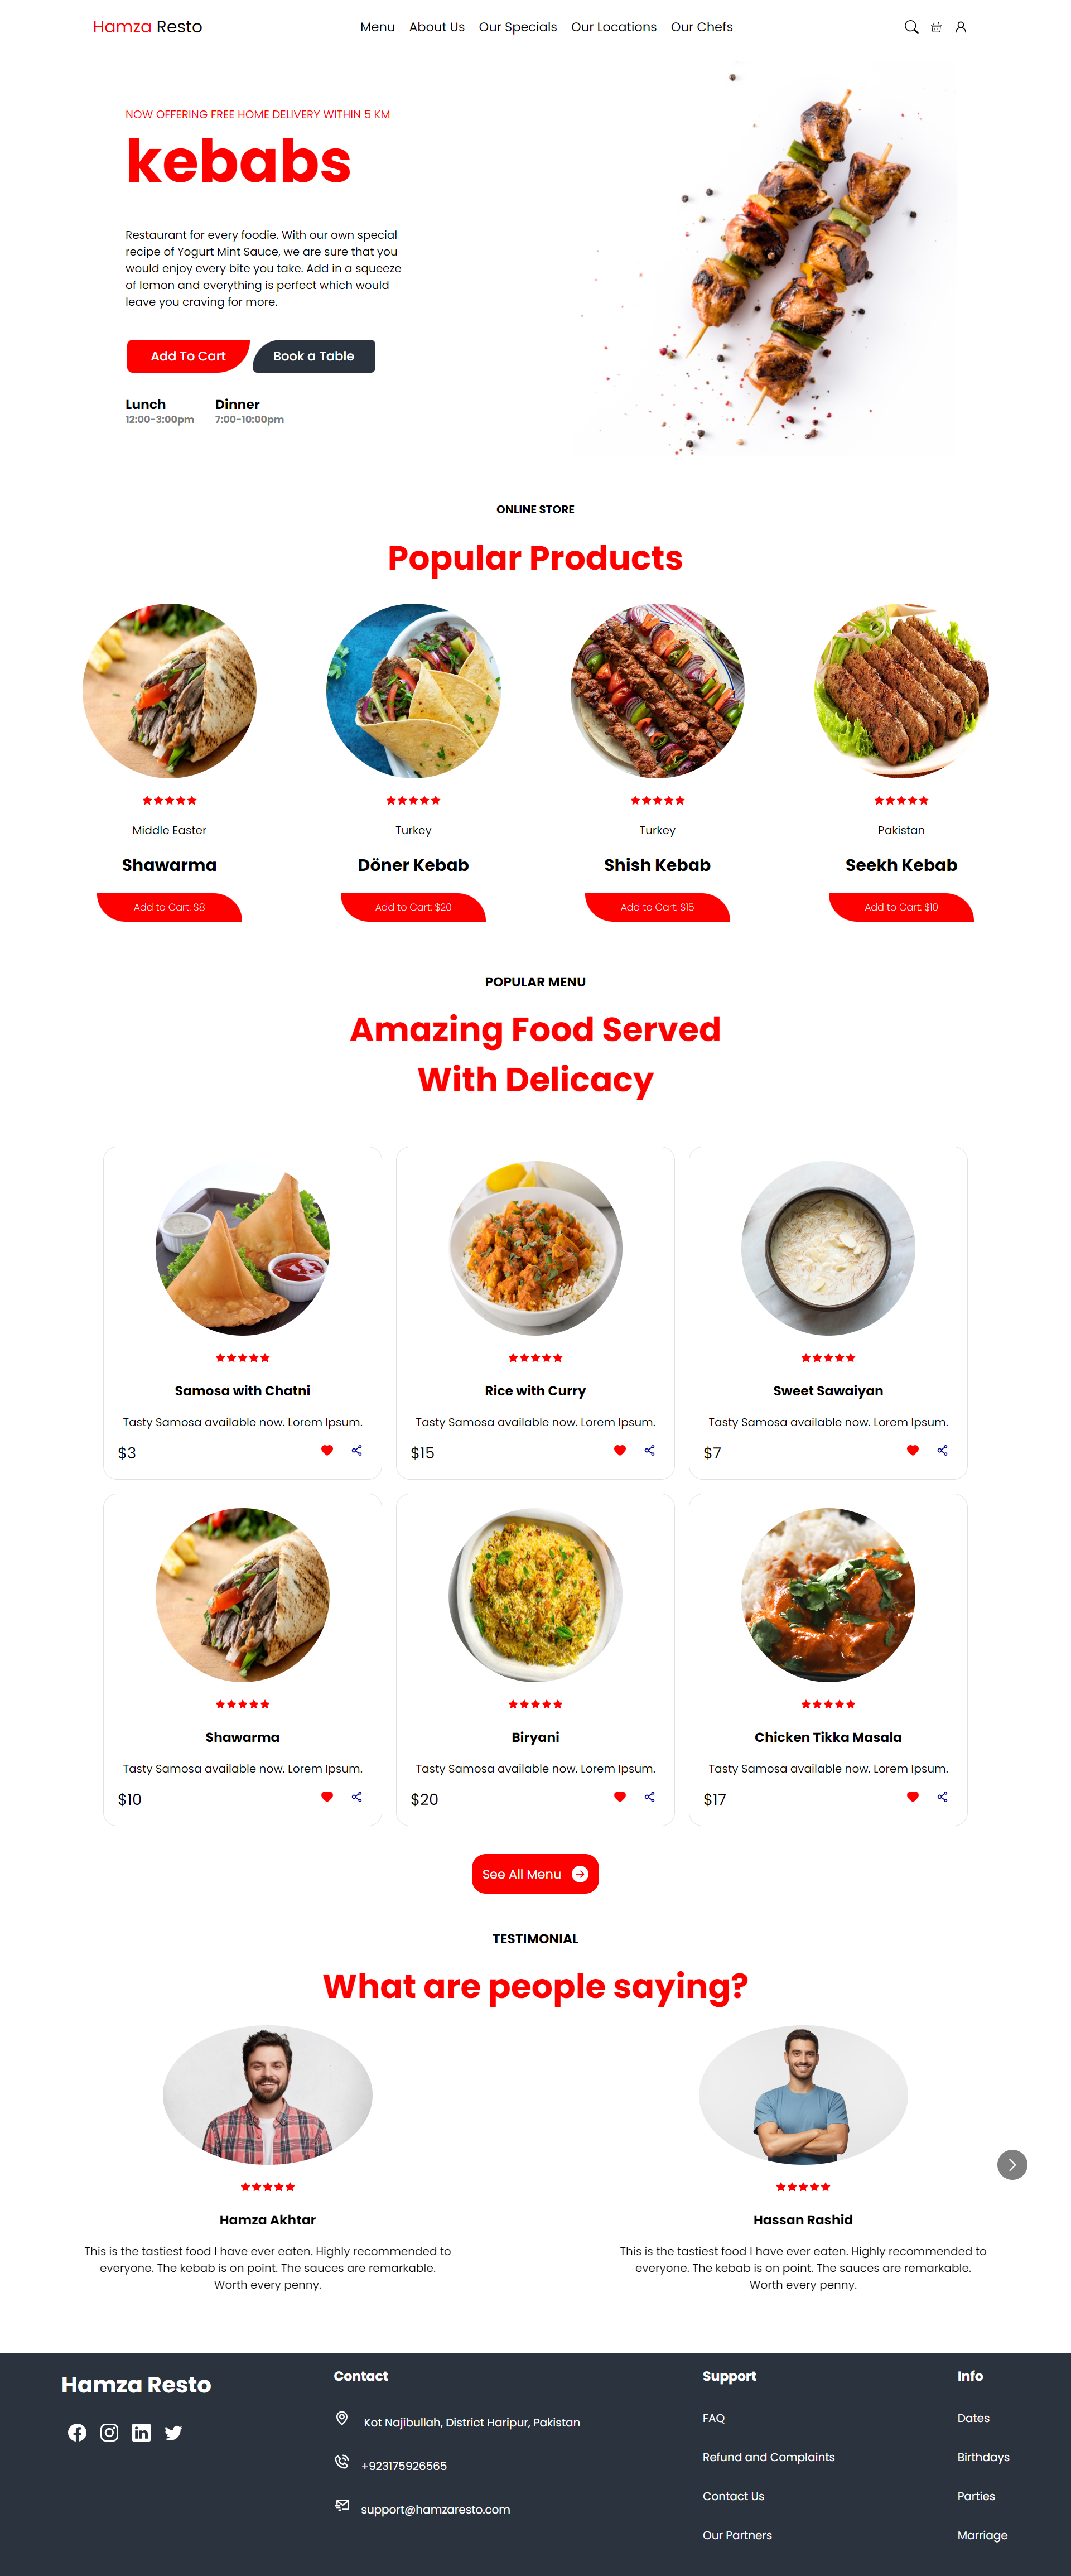 Hamza Resto
Menu About Us Our Specials Our Locations Our Chefs
NOW OFFERING FREE HOME DELIVERY WITHIN 5 KM
kebabs
Restaurant for every foodie. With our own special
recipe of Yogurt Mint Sauce, we are sure that you
would enjoy every bite you take. Add in a squeeze
of lemon and everything is perfect which would
leave you craving for more.
Add To Cart
Book a Table
Lunch
12:00-3:00pm
Dinner
7:00-10:00pm
ONLINE STORE
Popular Products
Middle Easter
Shawarma
Add to Cart: $8
Turkey
Döner Kebab
Add to Cart: $20
Turkey
Shish Kebab
Add to Cart: $15
Pakistan
Seekh Kebab
Add to Cart: $10
POPULAR MENU
Amazing Food Served
With Delicacy
Samosa with Chatni
Tasty Samosa available now. Lorem Ipsum.
$3
Rice with Curry
Tasty Samosa available now. Lorem Ipsum.
$15
Sweet Sawaiyan
Tasty Samosa available now. Lorem Ipsum.
$7
Shawarma
Tasty Samosa available now. Lorem Ipsum.
$10
Biryani
Tasty Samosa available now. Lorem Ipsum.
$20
Chicken Tikka Masala
Tasty Samosa available now. Lorem Ipsum.
$17
See All Menu
TESTIMONIAL
What are people saying?
Hamza Akhtar
This is the tastiest food I have ever eaten. Highly recommended to
everyone. The kebab is on point. The sauces are remarkable.
Worth every penny.
Hassan Rashid
This is the tastiest food I have ever eaten. Highly recommended to
everyone. The kebab is on point. The sauces are remarkable.
Worth every penny.
Hamza Resto
Contact
Kot Najibullah, District Haripur, Pakistan
+923175926565
support@hamzaresto.com
Support
FAQ
Refund and Complaints
Contact Us
Our Partners
Info
Dates
Birthdays
Parties
Marriage